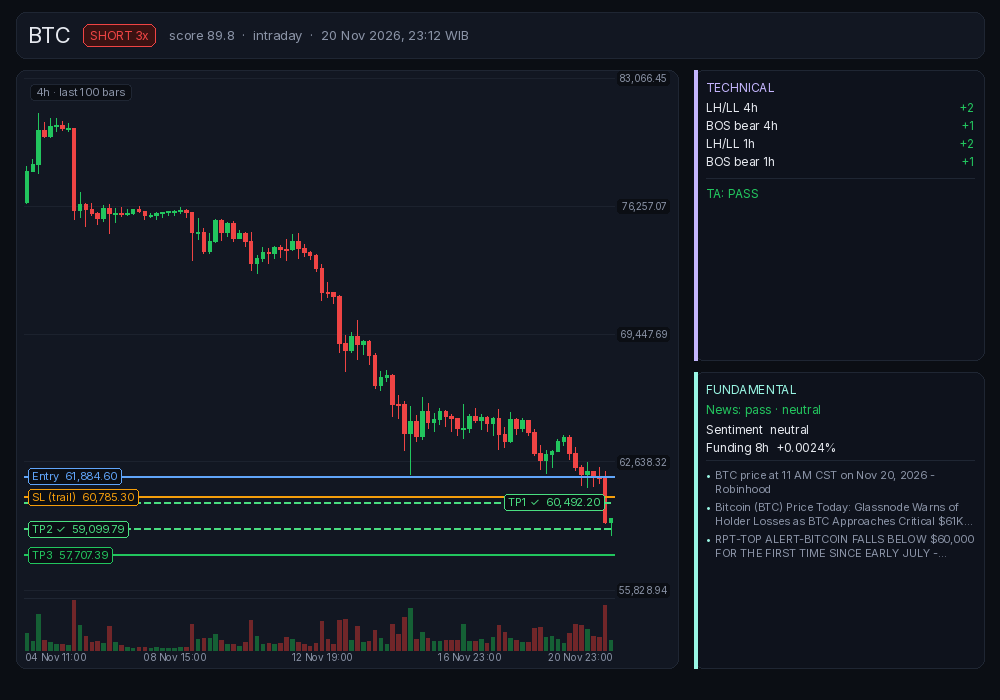 BTC SHORT 3x score 89.8 · intraday · 20 Nov 2026, 23:12 WIB
4h · last 100 bars
83,066.45
76,257.07
69,447.69
62,638.32
55,828.94
Entry 61,884.60
SL (trail) 60,785.30
TP1 ✓ 60,492.20
TP2 ✓ 59,099.79
TP3 57,707.39
04 Nov 11:00 08 Nov 15:00 12 Nov 19:00 16 Nov 23:00 20 Nov 23:00
TECHNICAL
LH/LL 4h +2
BOS bear 4h +1
LH/LL 1h +2
BOS bear 1h +1
TA: PASS
FUNDAMENTAL
News: pass · neutral
Sentiment neutral
Funding 8h +0.0024%
• BTC price at 11 AM CST on Nov 20, 2026 -
Robinhood
• Bitcoin (BTC) Price Today: Glassnode Warns of
Holder Losses as BTC Approaches Critical $61K...
• RPT-TOP ALERT-BITCOIN FALLS BELOW $60,000
FOR THE FIRST TIME SINCE EARLY JULY -...